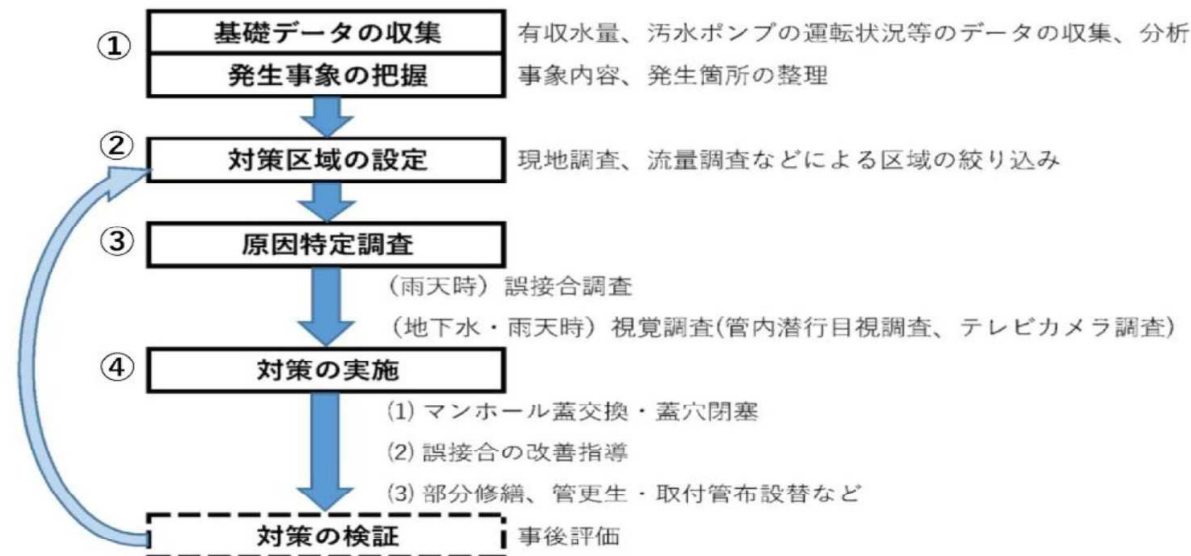 ① 基礎データの収集 有収水量、汚水ポンプの運転状況等のデータの収集、分析
発生事象の把握 事象内容、発生箇所の整理
② 対策区域の設定 現地調査、流量調査などによる区域の絞り込み
③ 原因特定調査
(雨天時）誤接合調査
(地下水・雨天時）視覚調査(管内潜行目視調査、テレビカメラ調査)
④ 対策の実施
⑴ マンホール蓋交換・蓋穴閉塞
⑵ 誤接合の改善指導
⑶ 部分修繕、管更生・取付管布設替など
対策の検証 事後評価